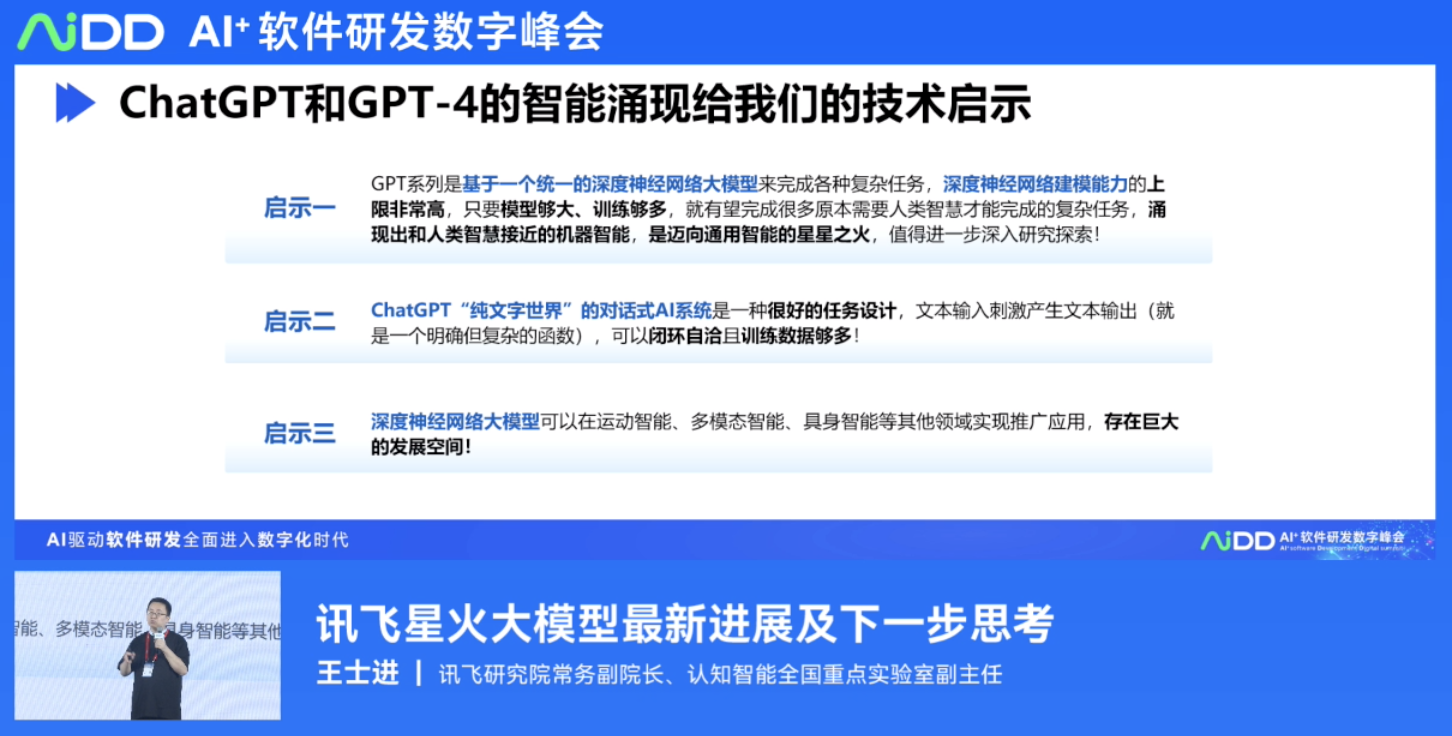 AiDD AI+ 软件研发数字峰会
ChatGPT和GPT-4的智能涌现给我们的技术启示
启示一
GPT系列是基于一个统一的深度神经网络大模型来完成各种复杂任务，深度神经网络建模能力的上
限非常高，只要模型够大、训练够多，就有望完成很多原本需要人类智慧才能完成的复杂任务，涌
现出和人类智慧接近的机器智能，是迈向通用智能的星星之火，值得进一步深入研究探索！
启示二
ChatGPT“纯文字世界”的对话式AI系统是一种很好的任务设计，文本输入刺激产生文本输出（就
是一个明确但复杂的函数），可以闭环自洽且训练数据够多！
启示三
深度神经网络大模型可以在运动智能、多模态智能、具身智能等其他领域实现推广应用，存在巨大
的发展空间！
AI驱动软件研发全面进入数字化时代
AiDD AI+ 软件研发数字峰会
AI+ software Development Digital summit
智能、多模态智能、具身智能等其他
讯飞星火大模型最新进展及下一步思考
王士进 | 讯飞研究院常务副院长、认知智能全国重点实验室副主任